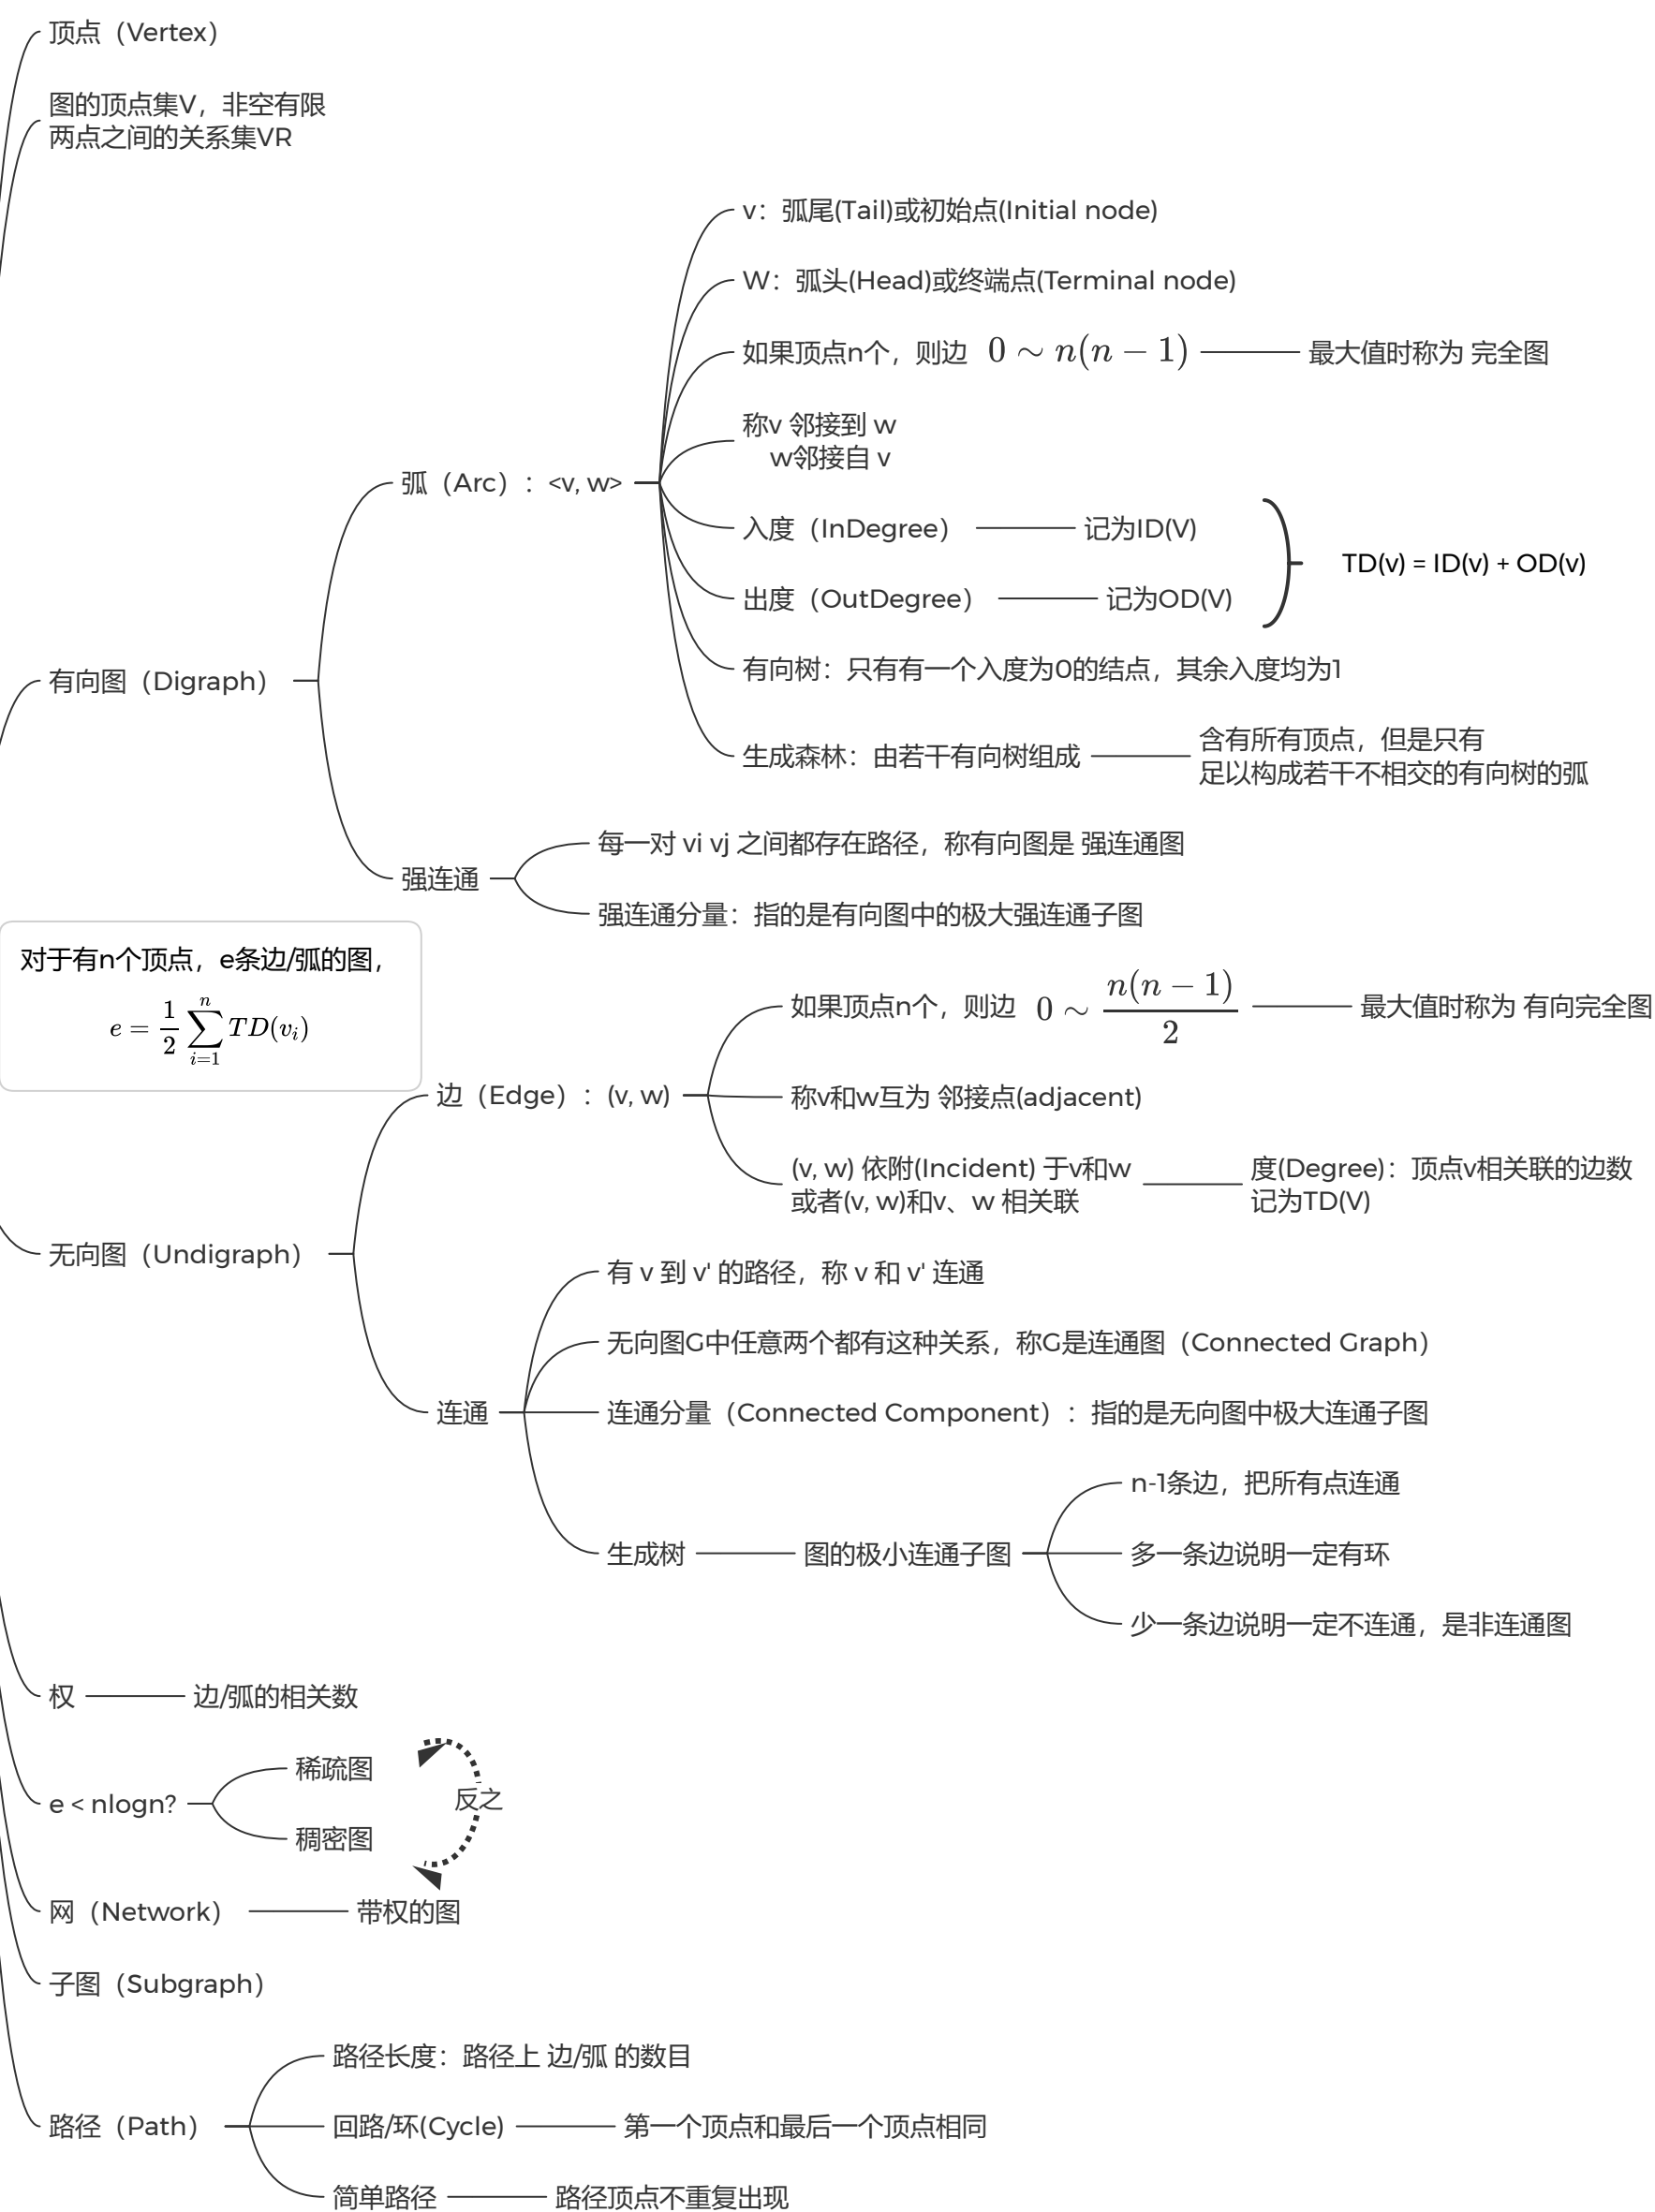 顶点（Vertex）
图的顶点集V，非空有限
两点之间的关系集VR
有向图（Digraph）
弧（Arc）：<v, w>
v：弧尾(Tail)或初始点(Initial node)
W：弧头(Head)或终端点(Terminal node)
如果顶点n个，则边 0 ∼ n(n − 1)
最大值时称为 完全图
称v 邻接到 w
w邻接自 v
入度（InDegree）
记为ID(V)
出度（OutDegree）
记为OD(V)
TD(v) = ID(v) + OD(v)
有向树：只有有一个入度为0的结点，其余入度均为1
生成森林：由若干有向树组成
含有所有顶点，但是只有
足以构成若干不相交的有向树的弧
强连通
每一对 vi vj 之间都存在路径，称有向图是 强连通图
强连通分量：指的是有向图中的极大强连通子图
对于有n个顶点，e条边/弧的图，
e = \frac{1}{2} \sum_{i=1}^{n} TD(v_i)
无向图（Undigraph）
边（Edge）：(v, w)
如果顶点n个，则边 0 ∼ \frac{n(n − 1)}{2}
最大值时称为 有向完全图
称v和w互为 邻接点(adjacent)
(v, w) 依附(Incident) 于v和w
或者(v, w)和v、w 相关联
度(Degree)：顶点v相关联的边数
记为TD(V)
连通
有 v 到 v' 的路径，称 v 和 v' 连通
无向图G中任意两个都有这种关系，称G是连通图（Connected Graph）
连通分量（Connected Component）：指的是无向图中极大连通子图
生成树
图的极小连通子图
n-1条边，把所有点连通
多一条边说明一定有环
少一条边说明一定不连通，是非连通图
权
边/弧的相关数
e < nlogn?
稀疏图
稠密图
反之
网（Network）
带权的图
子图（Subgraph）
路径（Path）
路径长度：路径上 边/弧 的数目
回路/环(Cycle)
第一个顶点和最后一个顶点相同
简单路径
路径顶点不重复出现